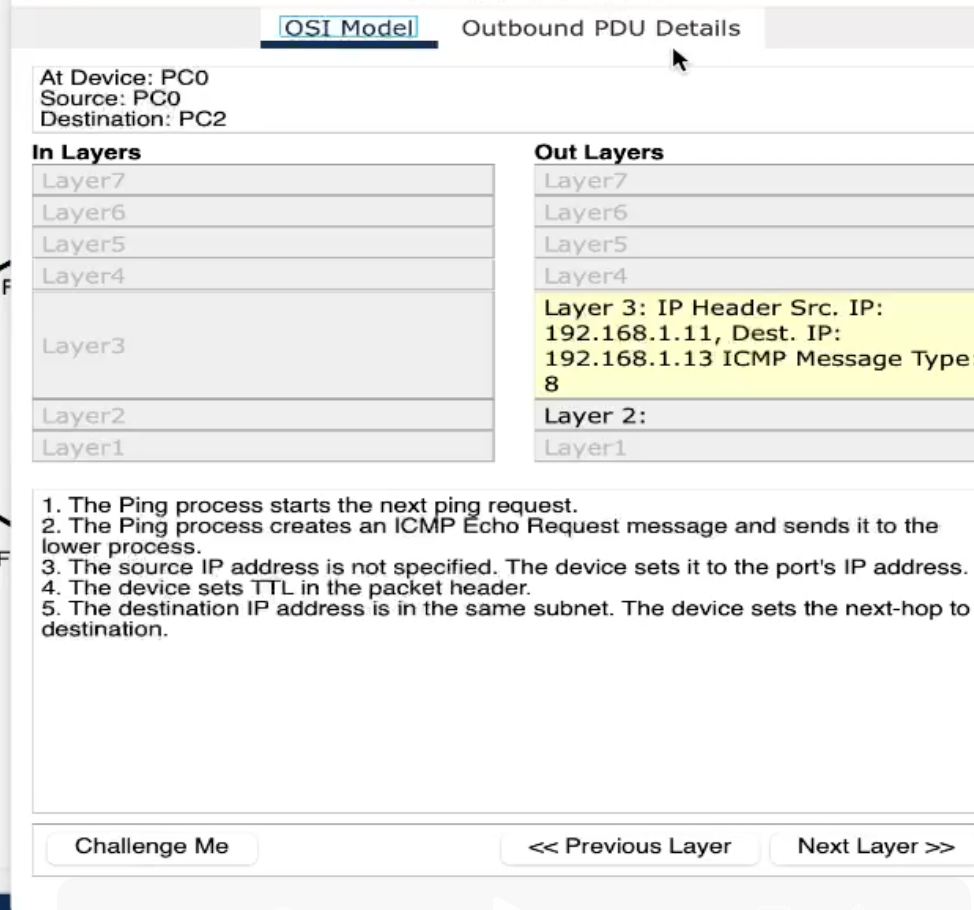 OSI Model Outbound PDU Details
At Device: PC0
Source: PC0
Destination: PC2
In Layers
Layer7
Layer6
Layer5
Layer4
Layer3
Layer2
Layer1
Out Layers
Layer7
Layer6
Layer5
Layer4
Layer 3: IP Header Src. IP:
192.168.1.11, Dest. IP:
192.168.1.13 ICMP Message Type:
8
Layer 2:
Layer1
1. The Ping process starts the next ping request.
2. The Ping process creates an ICMP Echo Request message and sends it to the
lower process.
3. The source IP address is not specified. The device sets it to the port's IP address.
4. The device sets TTL in the packet header.
5. The destination IP address is in the same subnet. The device sets the next-hop to
destination.
Challenge Me << Previous Layer Next Layer >>
F
F